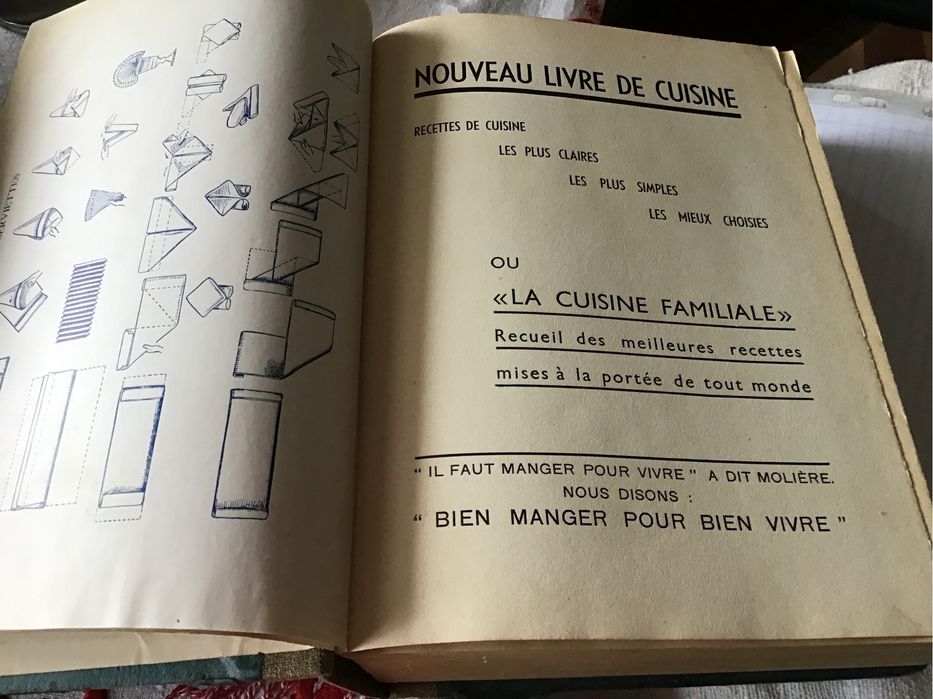 SERVIETTES
NOUVEAU LIVRE DE CUISINE
RECETTES DE CUISINE
LES PLUS CLAIRES
LES PLUS SIMPLES
LES MIEUX CHOISIES
OU
«LA CUISINE FAMILIALE»
Recueil des meilleures recettes
mises à la portée de tout monde
“ IL FAUT MANGER POUR VIVRE ” A DIT MOLIÈRE.
NOUS DISONS :
“ BIEN MANGER POUR BIEN VIVRE ”